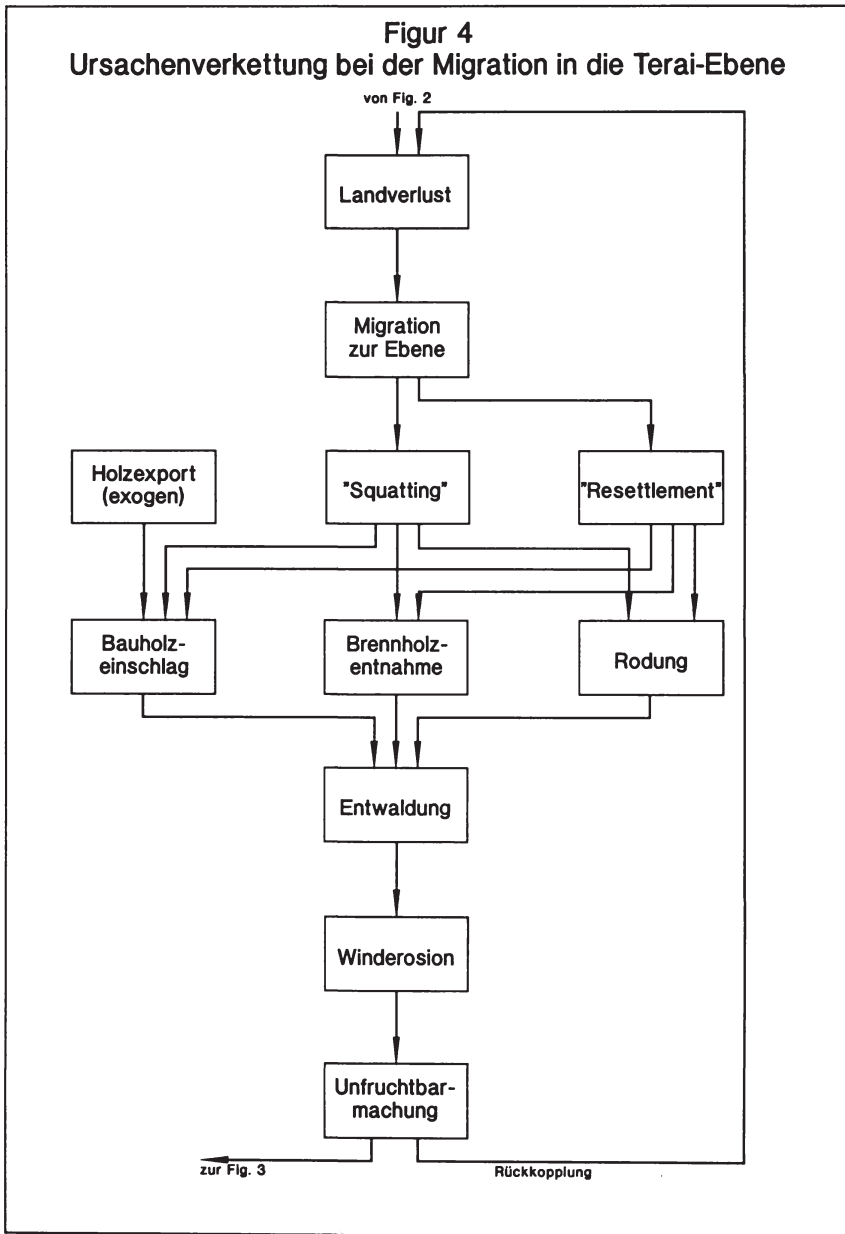 Figur 4
Ursachenverkettung bei der Migration in die Terai-Ebene
von Fig. 2
Landverlust
Migration
zur Ebene
Holzexport
(exogen)
"Squatting"
"Resettlement"
Bauholz-
einschlag
Brennholz-
entnahme
Rodung
Entwaldung
Winderosion
Unfruchtbar-
machung
zur Fig. 3
Rückkopplung